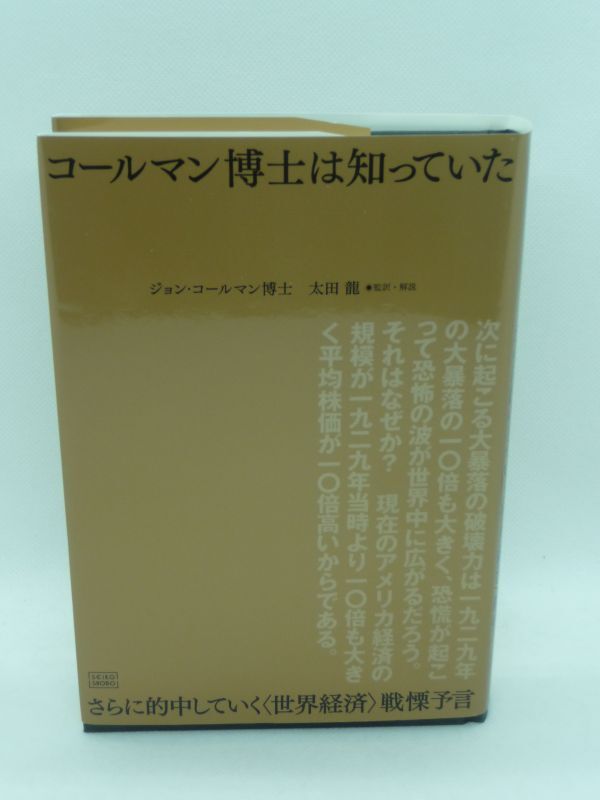 コールマン博士は知っていた
ジョン・コールマン博士 太田 龍 ◉監訳・解説
次に起こる大暴落の破壊力は一九二九年
の大暴落の一〇倍も大きく、恐慌が起こ
って恐怖の波が世界中に広がるだろう。
それはなぜか? 現在のアメリカ経済の
規模が一九二九年当時より一〇倍も大き
く平均株価が一〇倍高いからである。
SEIKO
SHOBO
さらに的中していく〈世界経済〉戦慄予言